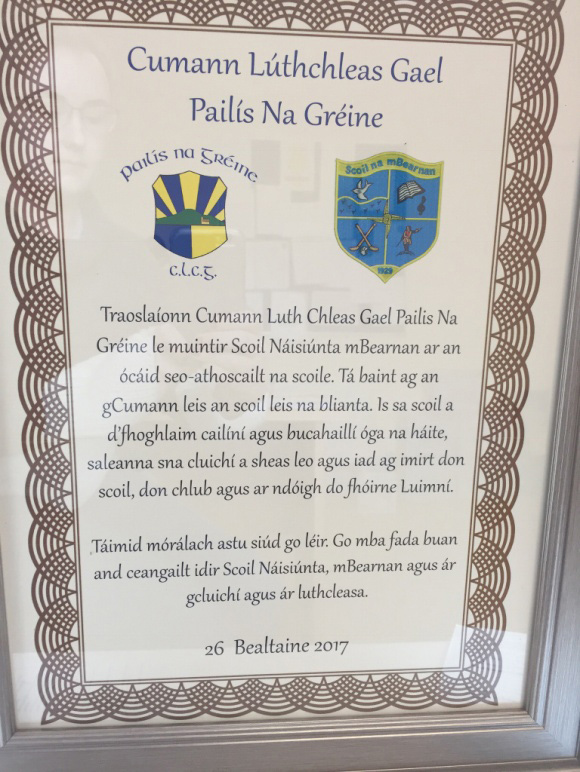 Cumann Lúthchleas Gael
Pailís Na Gréine
pailís na gréine
c.l.c.g.
Scoil na mBearnan
1929
Traoslaíonn Cumann Luth Chleas Gael Pailis Na
Gréine le muintir Scoil Náisiúnta mBearnan ar an
ócáid seo-athoscailt na scoile. Tá baint ag an
gCumann leis an scoil leis na blianta. Is sa scoil a
d'fhoghlaim cailíní agus bucahaillí óga na háite,
saleanna sna cluichí a sheas leo agus iad ag imirt don
scoil, don chlub agus ar ndóigh do fhóirne Luimní.
Táimid mórálach astu siúd go léir. Go mba fada buan
and ceangailt idir Scoil Náisiúnta, mBearnan agus ár
gcluichí agus ár luthcleasa.
26 Bealtaine 2017